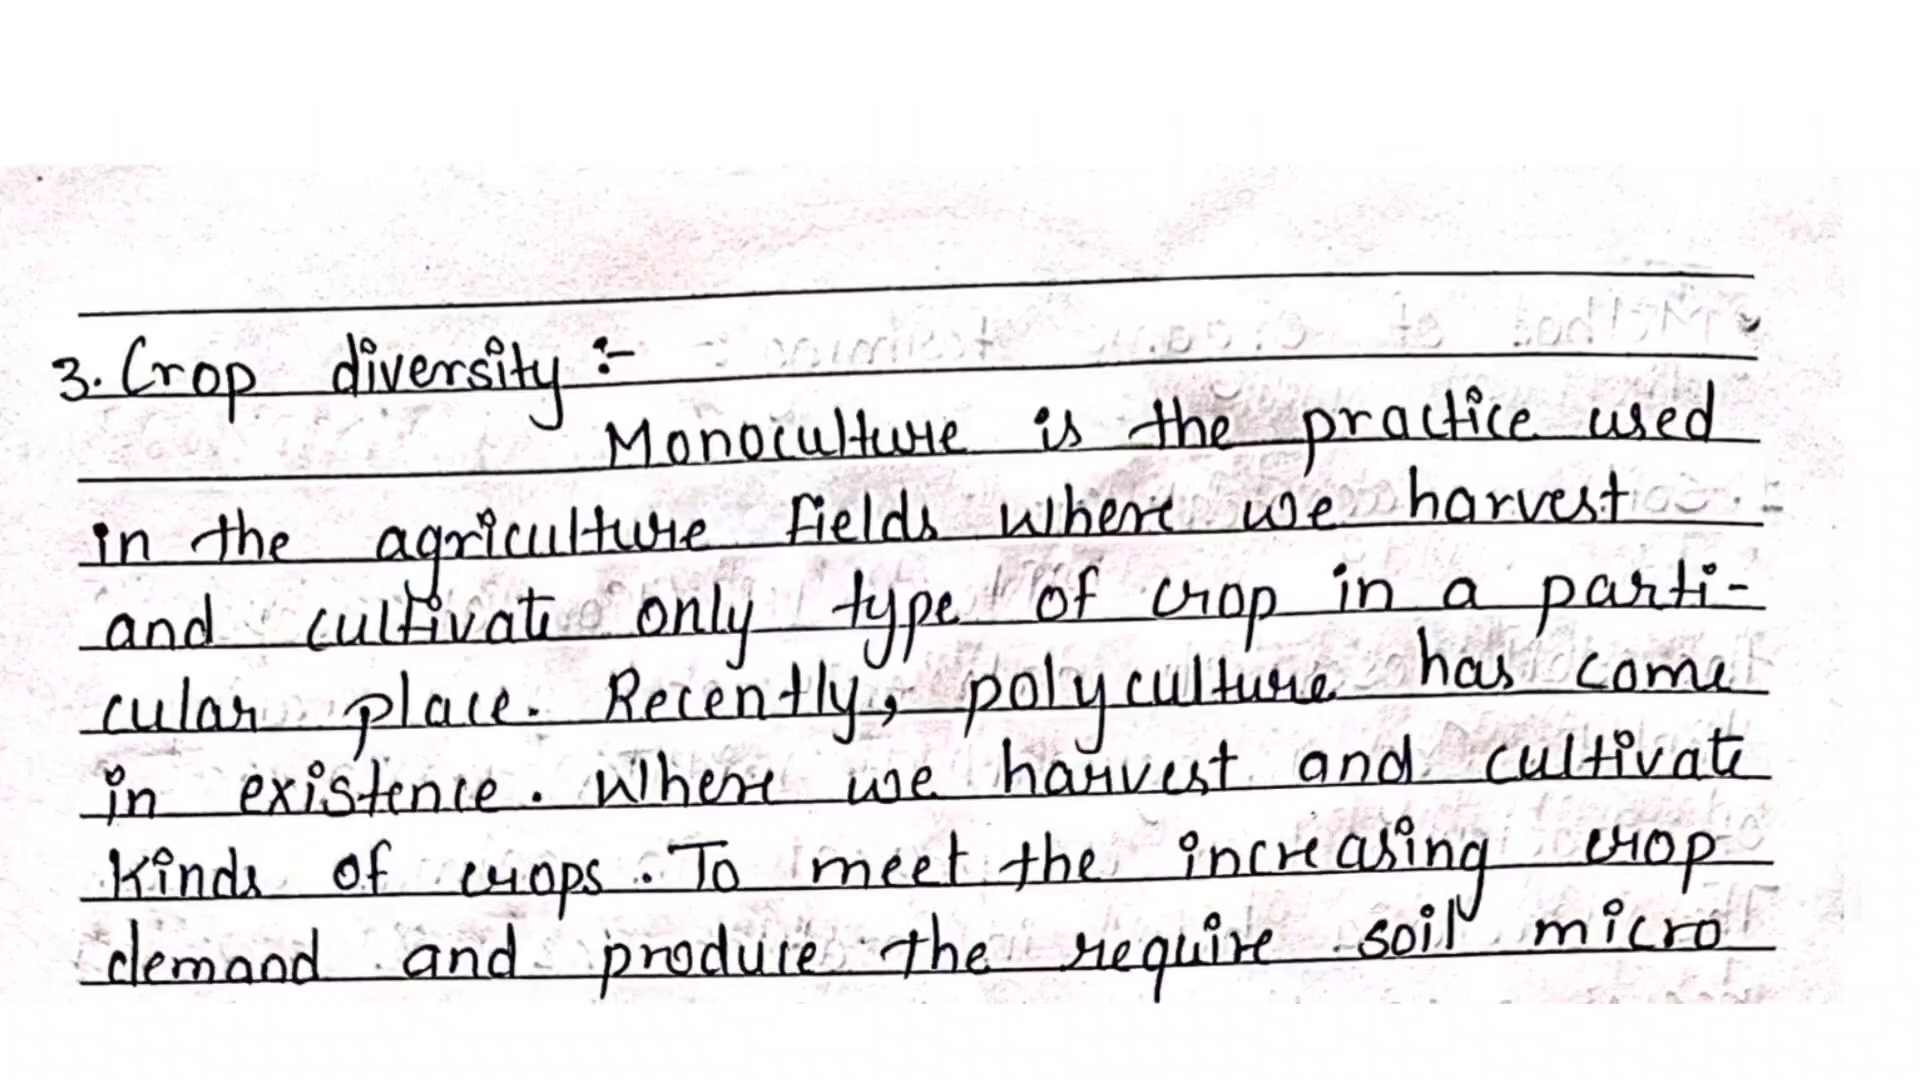 3. Crop diversity :-
Monoculture is the practice used
in the agriculture fields where we harvest
and cultivate only type of crop in a parti-
cular place. Recently, polyculture has come
in existence. Where we harvest and cultivate
kinds of crops. To meet the increasing crop
demand and produce the require soil micro